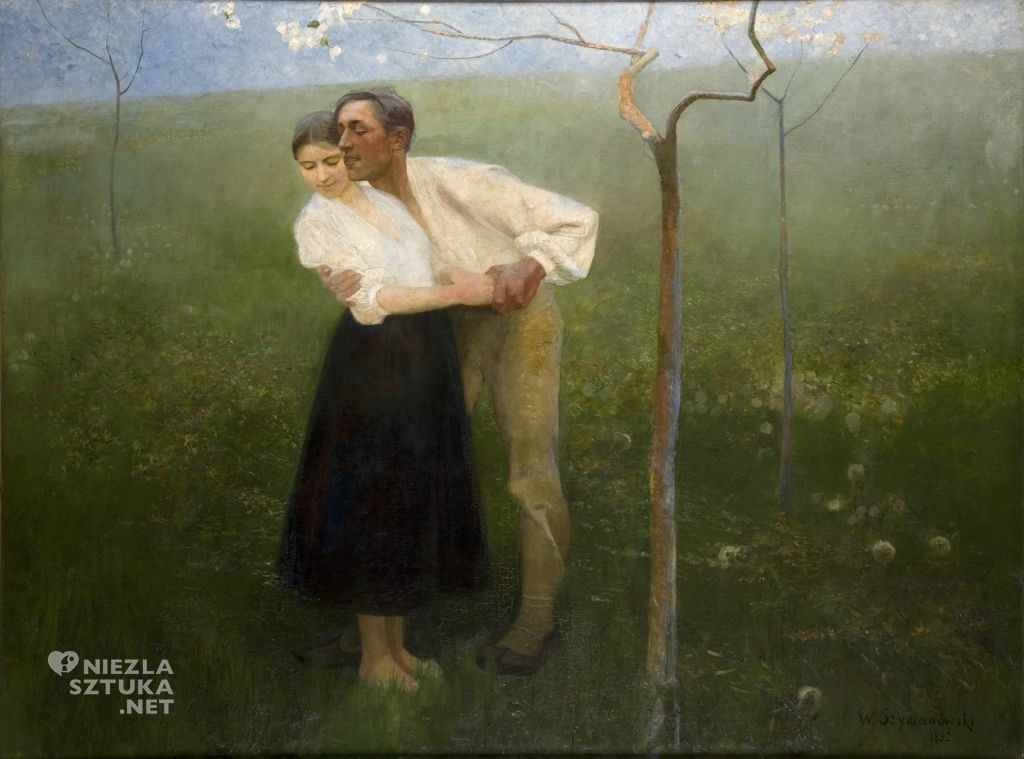 NIEZLA
SZTUKA
.NET
W. Szymanowski
1892